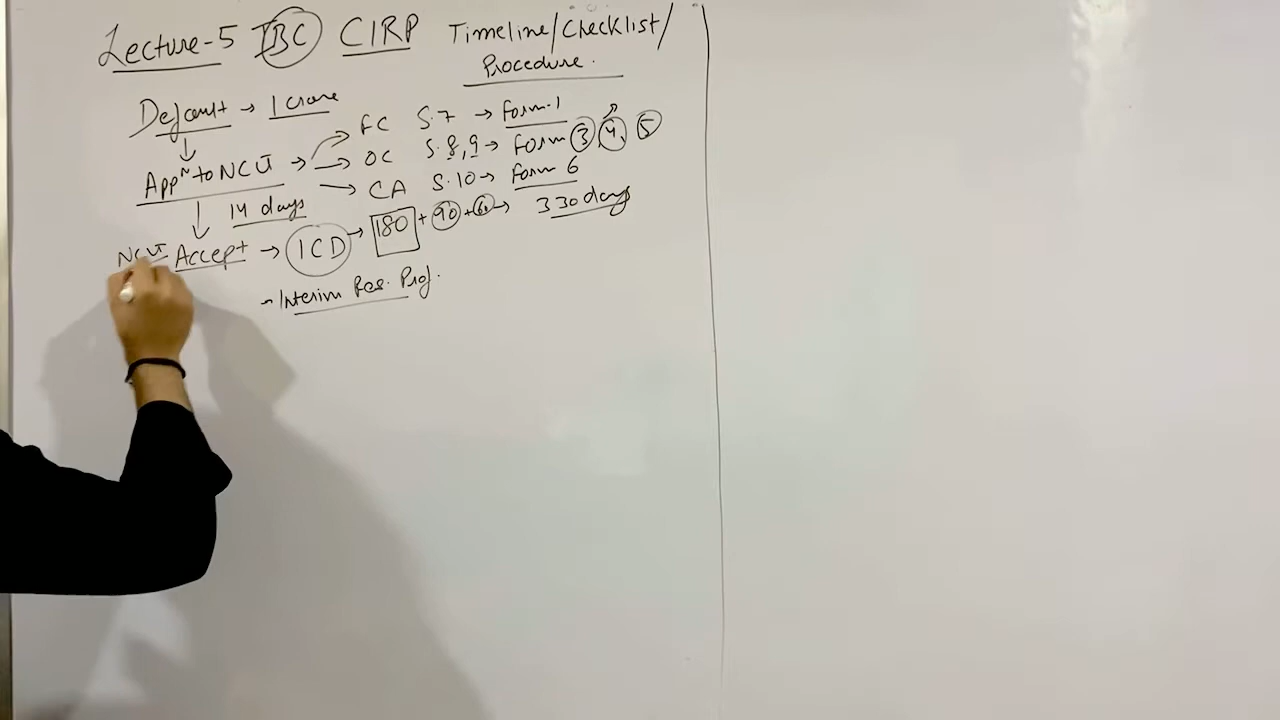 Lecture-5 IBC CIRP Timeline/Checklist/
Procedure.
Default → 1 crore
↓
Appⁿ to NCLT → FC S.7 → Form-1
→ OC S.8,9 → Form 3, 4, 5
→ CA S.10 → Form 6
↓ 14 days
NCLT Accept → ICD → 180 + 90 + 60 → 330 days
- Interim Res. Prof.